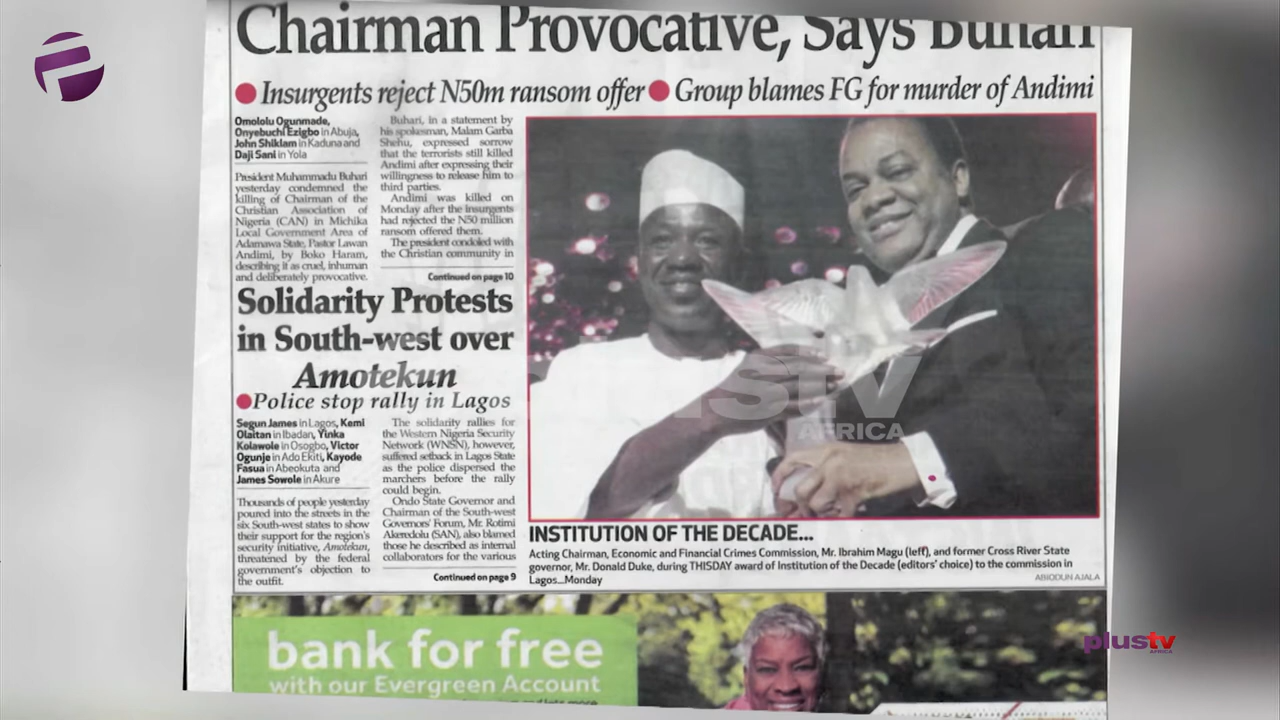 Chairman Provocative, Says Buhari
Insurgents reject N50m ransom offer
Group blames FG for murder of Andimi
Omololu Ogunmade,
Onyebuchi Ezigbo in Abuja,
John Shiklam in Kaduna and
Daji Sani in Yola
President Muhammadu Buhari
yesterday condemned the
killing of Chairman of the
Christian Association of
Nigeria (CAN) in Michika
Local Government Area of
Adamawa State, Pastor Lawan
Andimi, by Boko Haram,
describing it as cruel, inhuman
and deliberately provocative.
Buhari, in a statement by
his spokesman, Malam Garba
Shehu, expressed sorrow
that the terrorists still killed
Andimi after expressing their
willingness to release him to
third parties.
Andimi was killed on
Monday after the insurgents
had rejected the N50 million
ransom offered them.
The president condoled with
the Christian community in
Continued on page 10
Solidarity Protests
in South-west over
Amotekun
Police stop rally in Lagos
Segun James in Lagos, Kemi
Olaitan in Ibadan, Yinka
Kolawole in Osogbo, Victor
Ogunje in Ado Ekiti, Kayode
Fasua in Abeokuta and
James Sowole in Akure
Thousands of people yesterday
poured into the streets in the
six South-west states to show
their support for the region's
security initiative, Amotekun,
threatened by the federal
government's objection to
the outfit.
The solidarity rallies for
the Western Nigeria Security
Network (WNSN), however,
suffered setback in Lagos State
as the police dispersed the
marchers before the rally
could begin.
Ondo State Governor and
Chairman of the South-west
Governors' Forum, Mr. Rotimi
Akeredolu (SAN), also blamed
those he described as internal
collaborators for the various
Continued on page 9
plustv
AFRICA
INSTITUTION OF THE DECADE...
Acting Chairman, Economic and Financial Crimes Commission, Mr. Ibrahim Magu (left), and former Cross River State
governor, Mr. Donald Duke, during THISDAY award of Institution of the Decade (editors' choice) to the commission in
Lagos...Monday
ABIODUN AJALA
bank for free
with our Evergreen Account
plustv
AFRICA